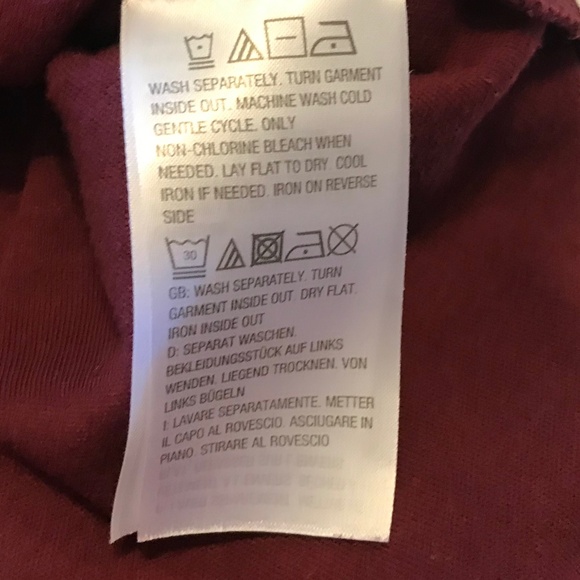 WASH SEPARATELY. TURN GARMENT
INSIDE OUT. MACHINE WASH COLD
GENTLE CYCLE. ONLY
NON-CHLORINE BLEACH WHEN
NEEDED. LAY FLAT TO DRY. COOL
IRON IF NEEDED. IRON ON REVERSE
SIDE
30
GB: WASH SEPARATELY. TURN
GARMENT INSIDE OUT. DRY FLAT.
IRON INSIDE OUT
D: SEPARAT WASCHEN.
BEKLEIDUNGSSTÜCK AUF LINKS
WENDEN. LIEGEND TROCKNEN. VON
LINKS BÜGELN
I: LAVARE SEPARATAMENTE. METTER
IL CAPO AL ROVESCIO. ASCIUGARE IN
PIANO. STIRARE AL ROVESCIO